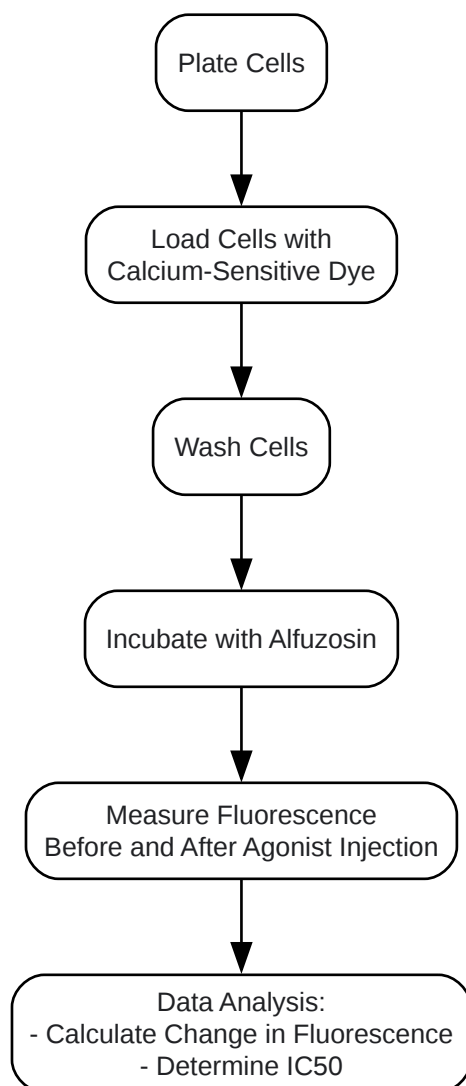 Plate Cells
Load Cells with
Calcium-Sensitive Dye
Wash Cells
Incubate with Alfuzosin
Measure Fluorescence
Before and After Agonist Injection
Data Analysis:
- Calculate Change in Fluorescence
- Determine IC50